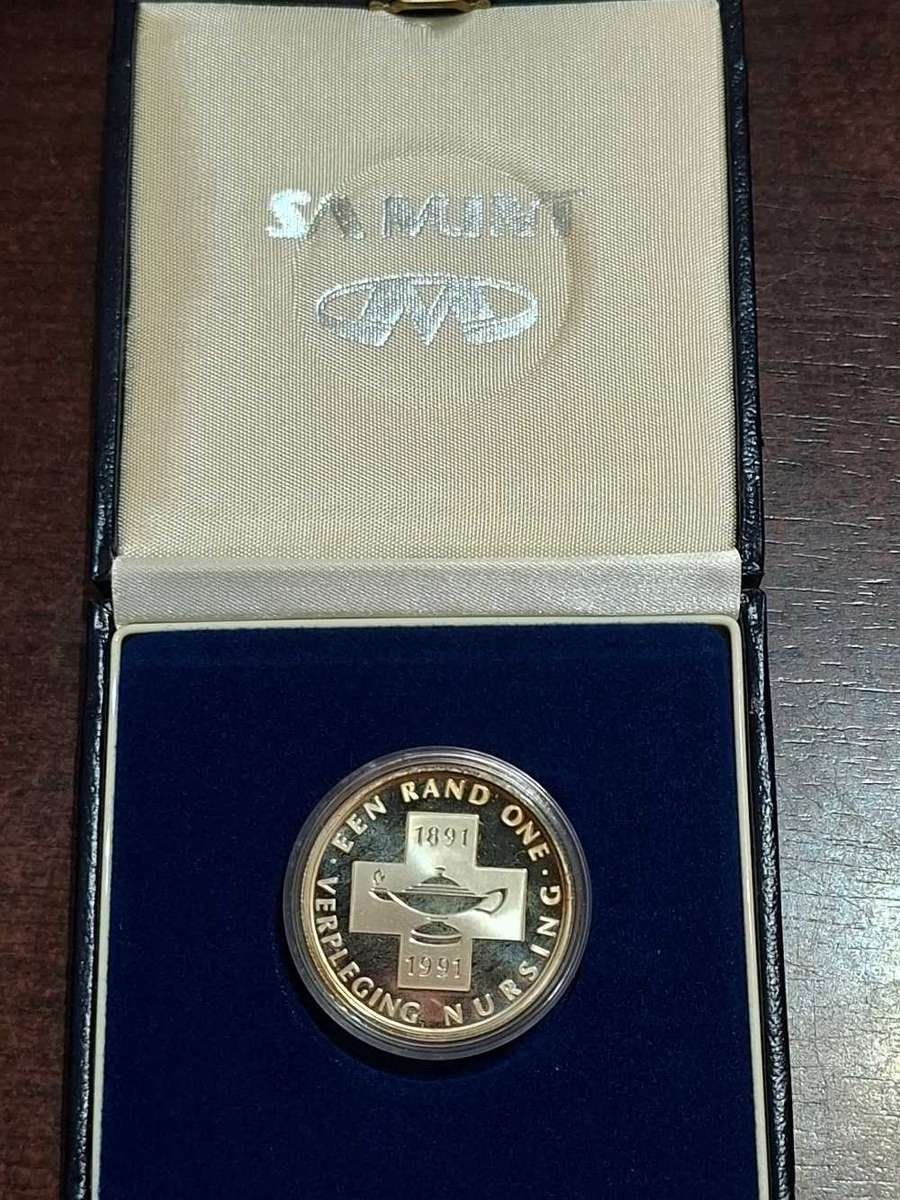 SA MINT
EEN RAND ONE
1891
1991
VERPLEGING NURSING